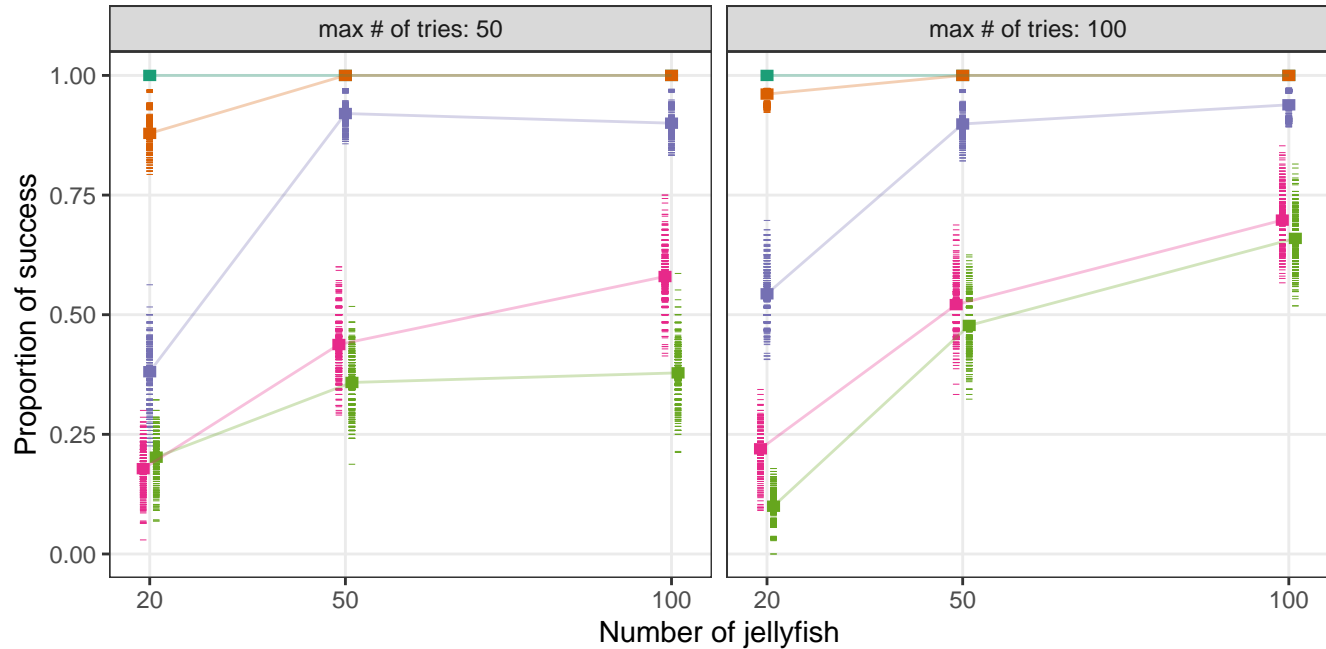 max # of tries: 50
max # of tries: 100
Proportion of success
1.00
0.75
0.50
0.25
0.00
20
50
100
20
50
100
Number of jellyfish